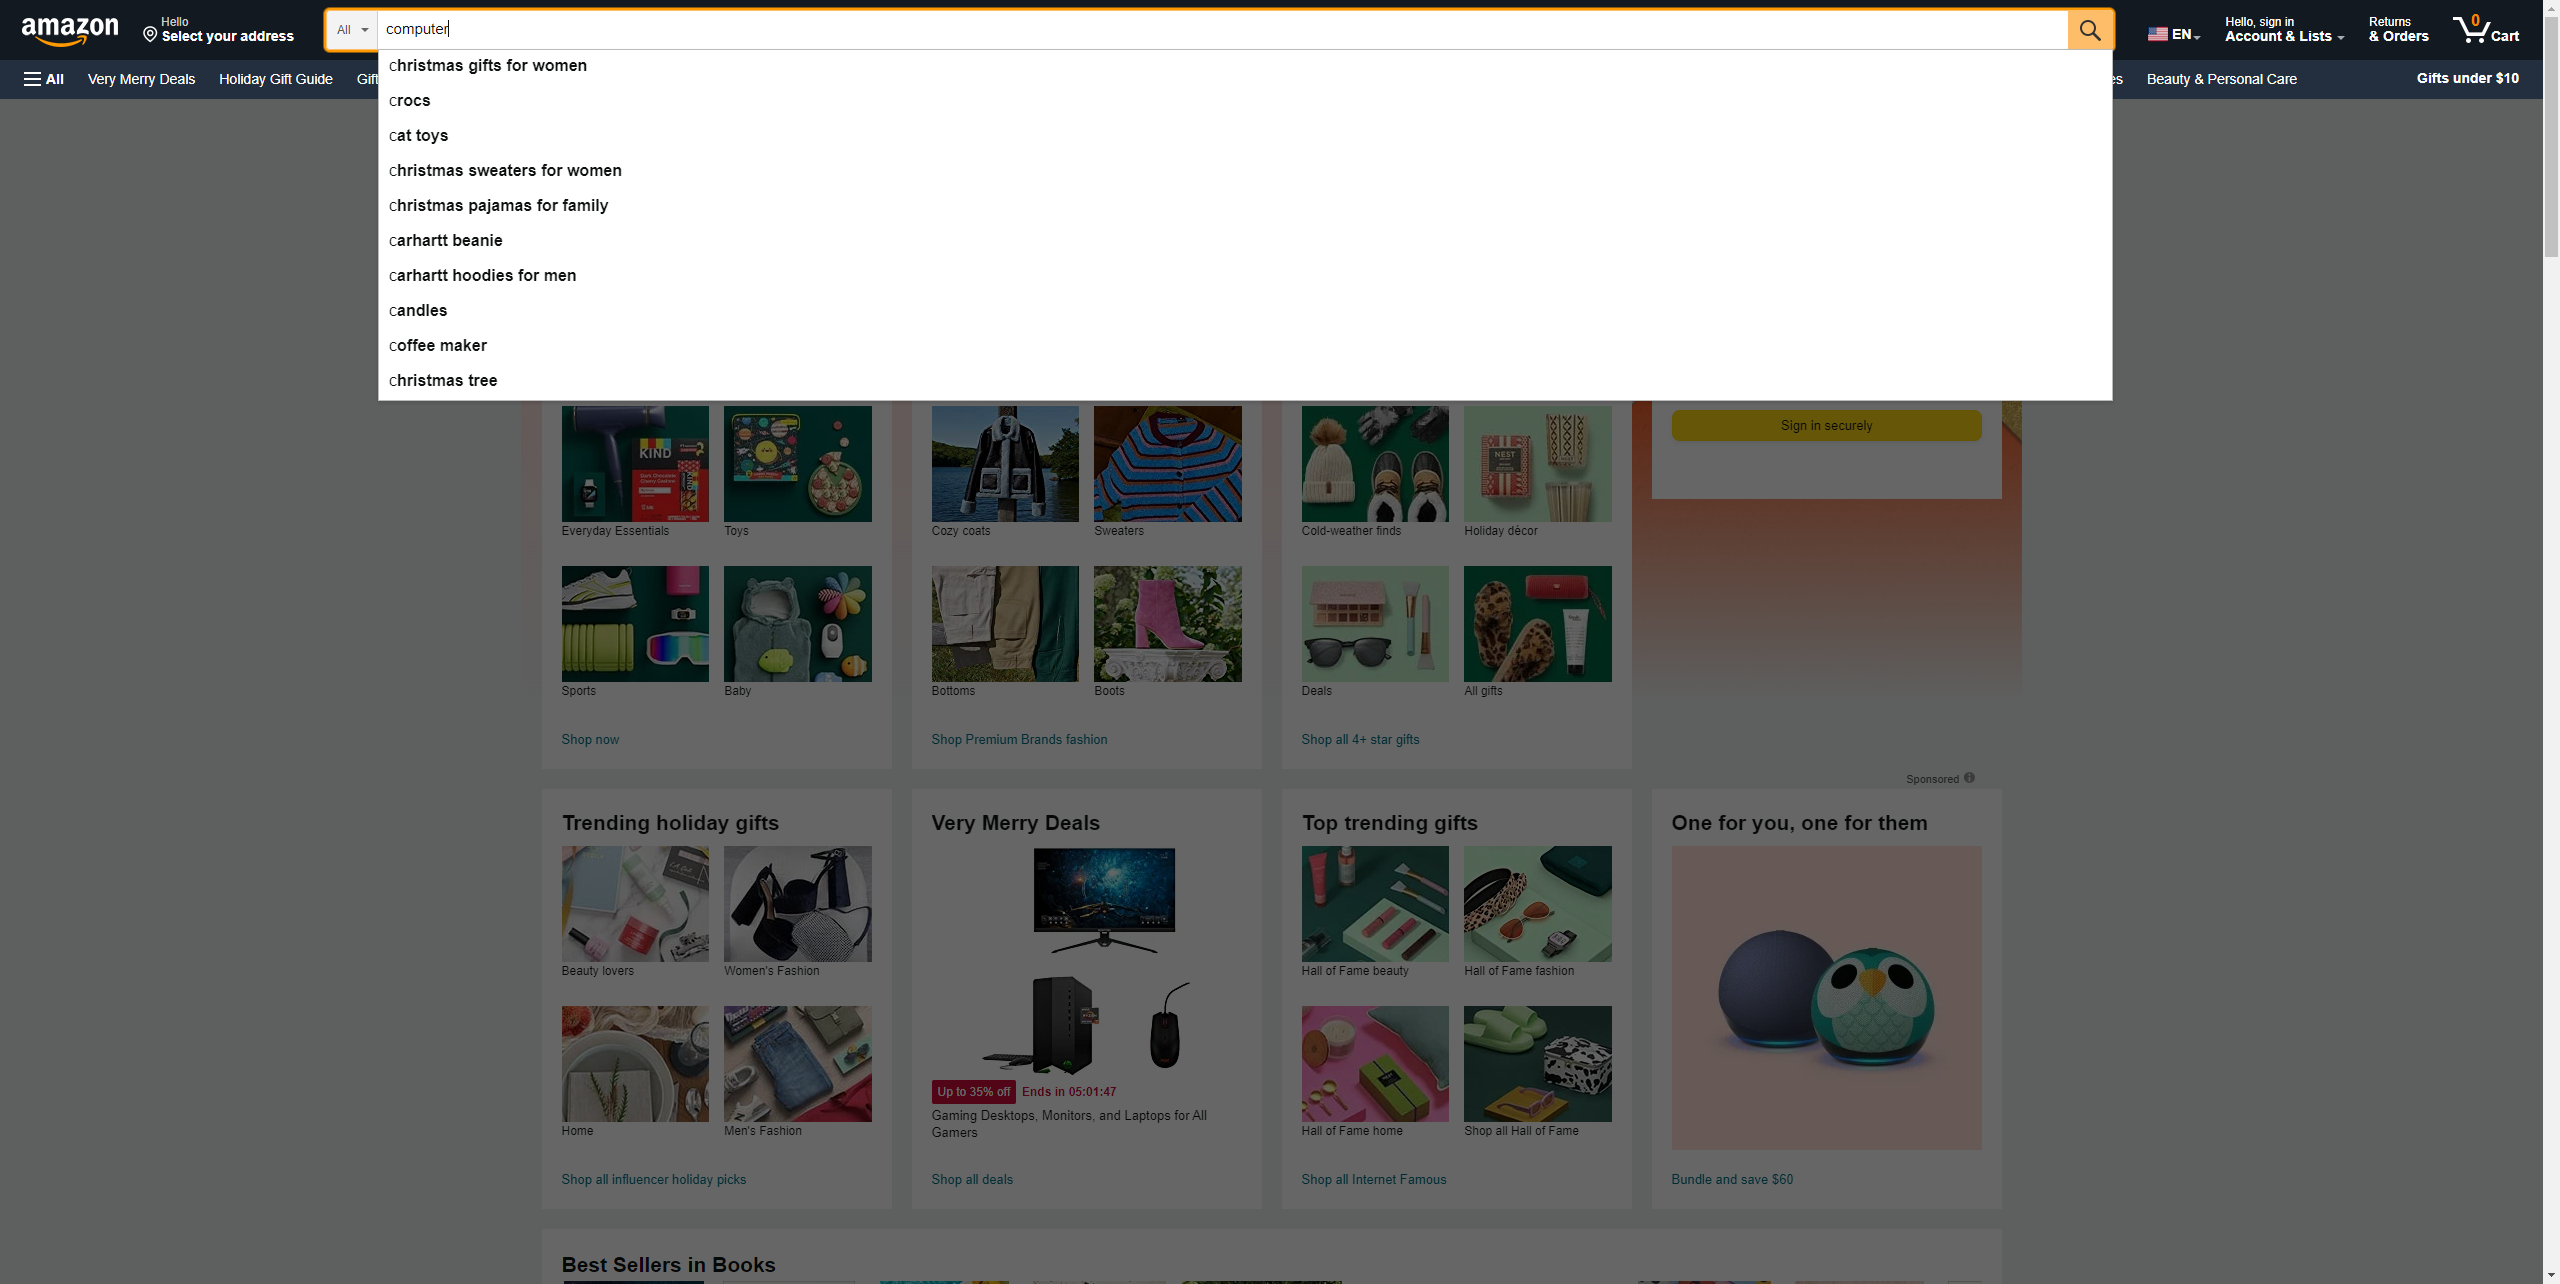 amazon
Hello
Select your address
All
computer
EN
Hello, sign in
Account & Lists
Returns
& Orders
0
Cart
All
Very Merry Deals
Holiday Gift Guide
Gift
es
Beauty & Personal Care
Gifts under $10
christmas gifts for women
crocs
cat toys
christmas sweaters for women
christmas pajamas for family
carhartt beanie
carhartt hoodies for men
candles
coffee maker
christmas tree
Sign in securely
KIND
NEST
Everyday Essentials
Toys
Cozy coats
Sweaters
Cold-weather finds
Holiday décor
Sports
Baby
Bottoms
Boots
Deals
All gifts
Shop now
Shop Premium Brands fashion
Shop all 4+ star gifts
Sponsored
Trending holiday gifts
Very Merry Deals
Top trending gifts
One for you, one for them
Beauty lovers
Women's Fashion
Hall of Fame beauty
Hall of Fame fashion
Up to 35% off
Ends in 05:01:47
Gaming Desktops, Monitors, and Laptops for All
Gamers
Home
Men's Fashion
Hall of Fame home
Shop all Hall of Fame
Shop all influencer holiday picks
Shop all deals
Shop all Internet Famous
Bundle and save $60
Best Sellers in Books